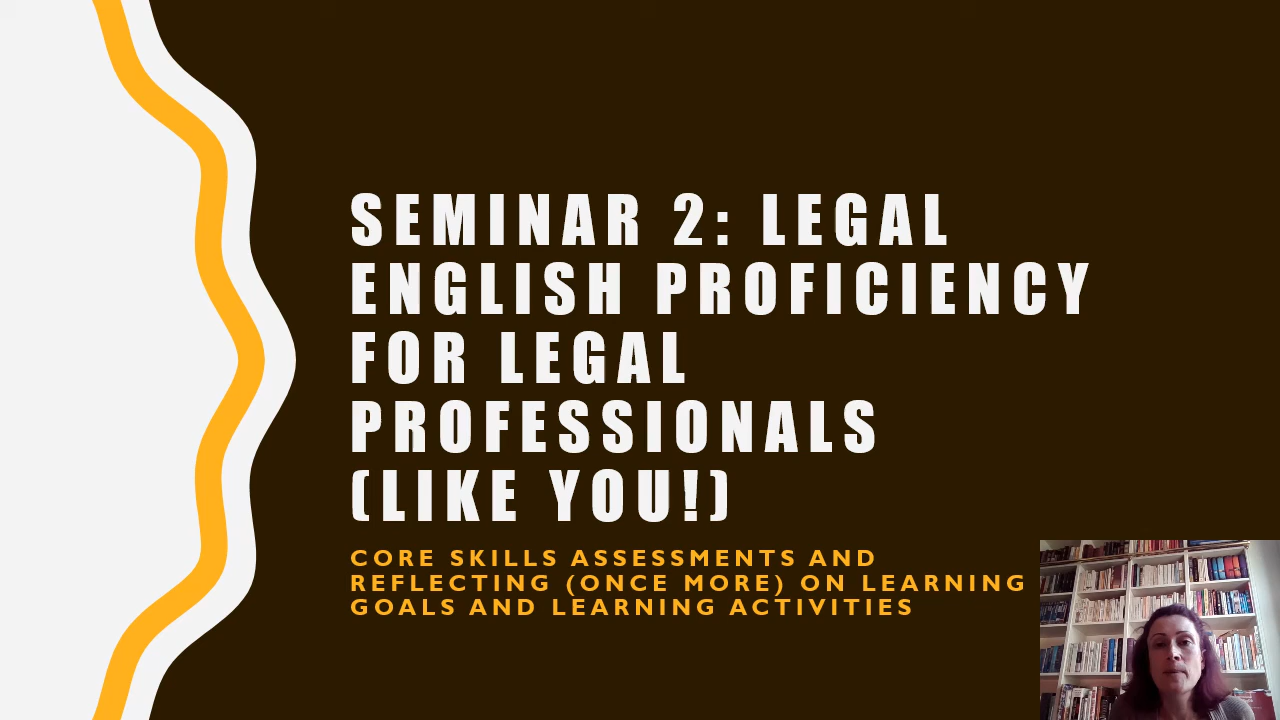 SEMINAR 2: LEGAL
ENGLISH PROFICIENCY
FOR LEGAL
PROFESSIONALS
(LIKE YOU!)
CORE SKILLS ASSESSMENTS AND
REFLECTING (ONCE MORE) ON LEARNING
GOALS AND LEARNING ACTIVITIES